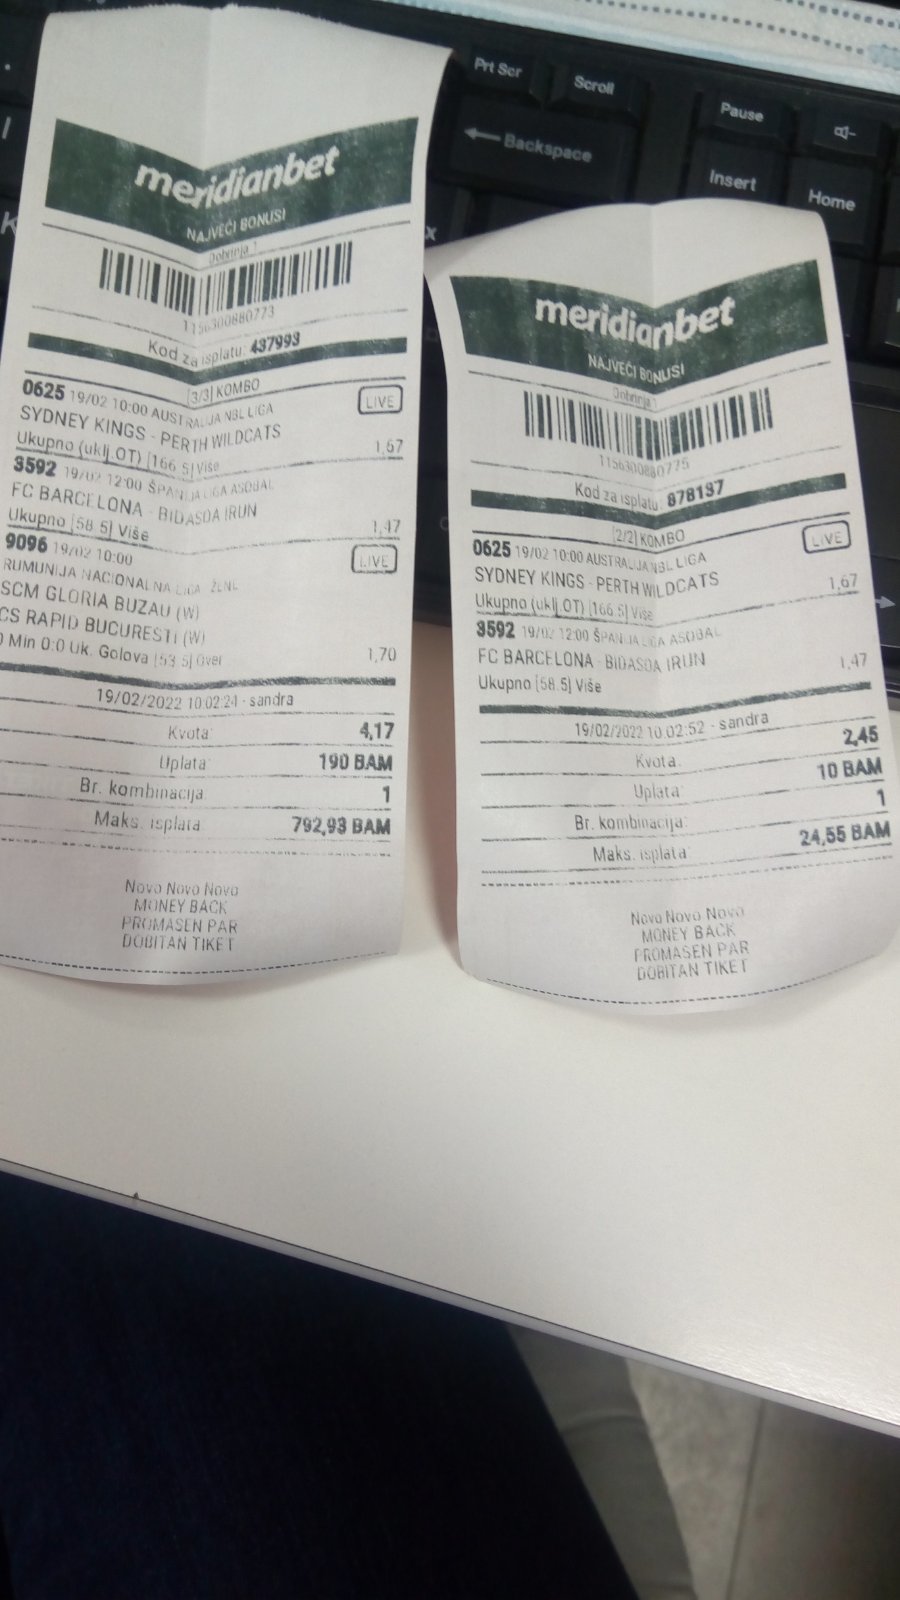 Prt Scr
Scroll
Pause
Backspace
Insert
Home
meridianbet
NAJVEĆI BONUSI
Dobrinja 1
1156300880773
Kod za isplatu: 437993
[3/3] KOMBO
0625 19/02 10:00 AUSTRALIJA NBL LIGA
LIVE
SYDNEY KINGS - PERTH WILDCATS
Ukupno (uklj.OT) [166.5] Više
1,67
3592 19/02 12:00 ŠPANIJA LIGA ASOBAL
FC BARCELONA - BIDASOA IRUN
Ukupno [58.5] Više
1,47
9096 19/02 10:00
LIVE
RUMUNIJA NACIONALNA LIGA ŽENE
SCM GLORIA BUZAU (W)
CS RAPID BUCURESTI (W)
0 Min 0:0 Uk. Golova [53.5] Over
1,70
19/02/2022 10:02:24 - sandra
Kvota: 4,17
Uplata: 190 BAM
Br. kombinacija: 1
Maks. isplata: 792,93 BAM
Novo Novo Novo
MONEY BACK
PROMASEN PAR
DOBITAN TIKET
meridianbet
NAJVEĆI BONUSI
Dobrinja 1
1156300880775
Kod za isplatu: 878137
[2/2] KOMBO
0625 19/02 10:00 AUSTRALIJA NBL LIGA
LIVE
SYDNEY KINGS - PERTH WILDCATS
Ukupno (uklj.OT) [166.5] Više
1,67
3592 19/02 12:00 ŠPANIJA LIGA ASOBAL
FC BARCELONA - BIDASOA IRUN
Ukupno [58.5] Više
1,47
19/02/2022 10:02:52 - sandra
Kvota: 2,45
Uplata: 10 BAM
Br. kombinacija: 1
Maks. isplata: 24,55 BAM
Novo Novo Novo
MONEY BACK
PROMASEN PAR
DOBITAN TIKET